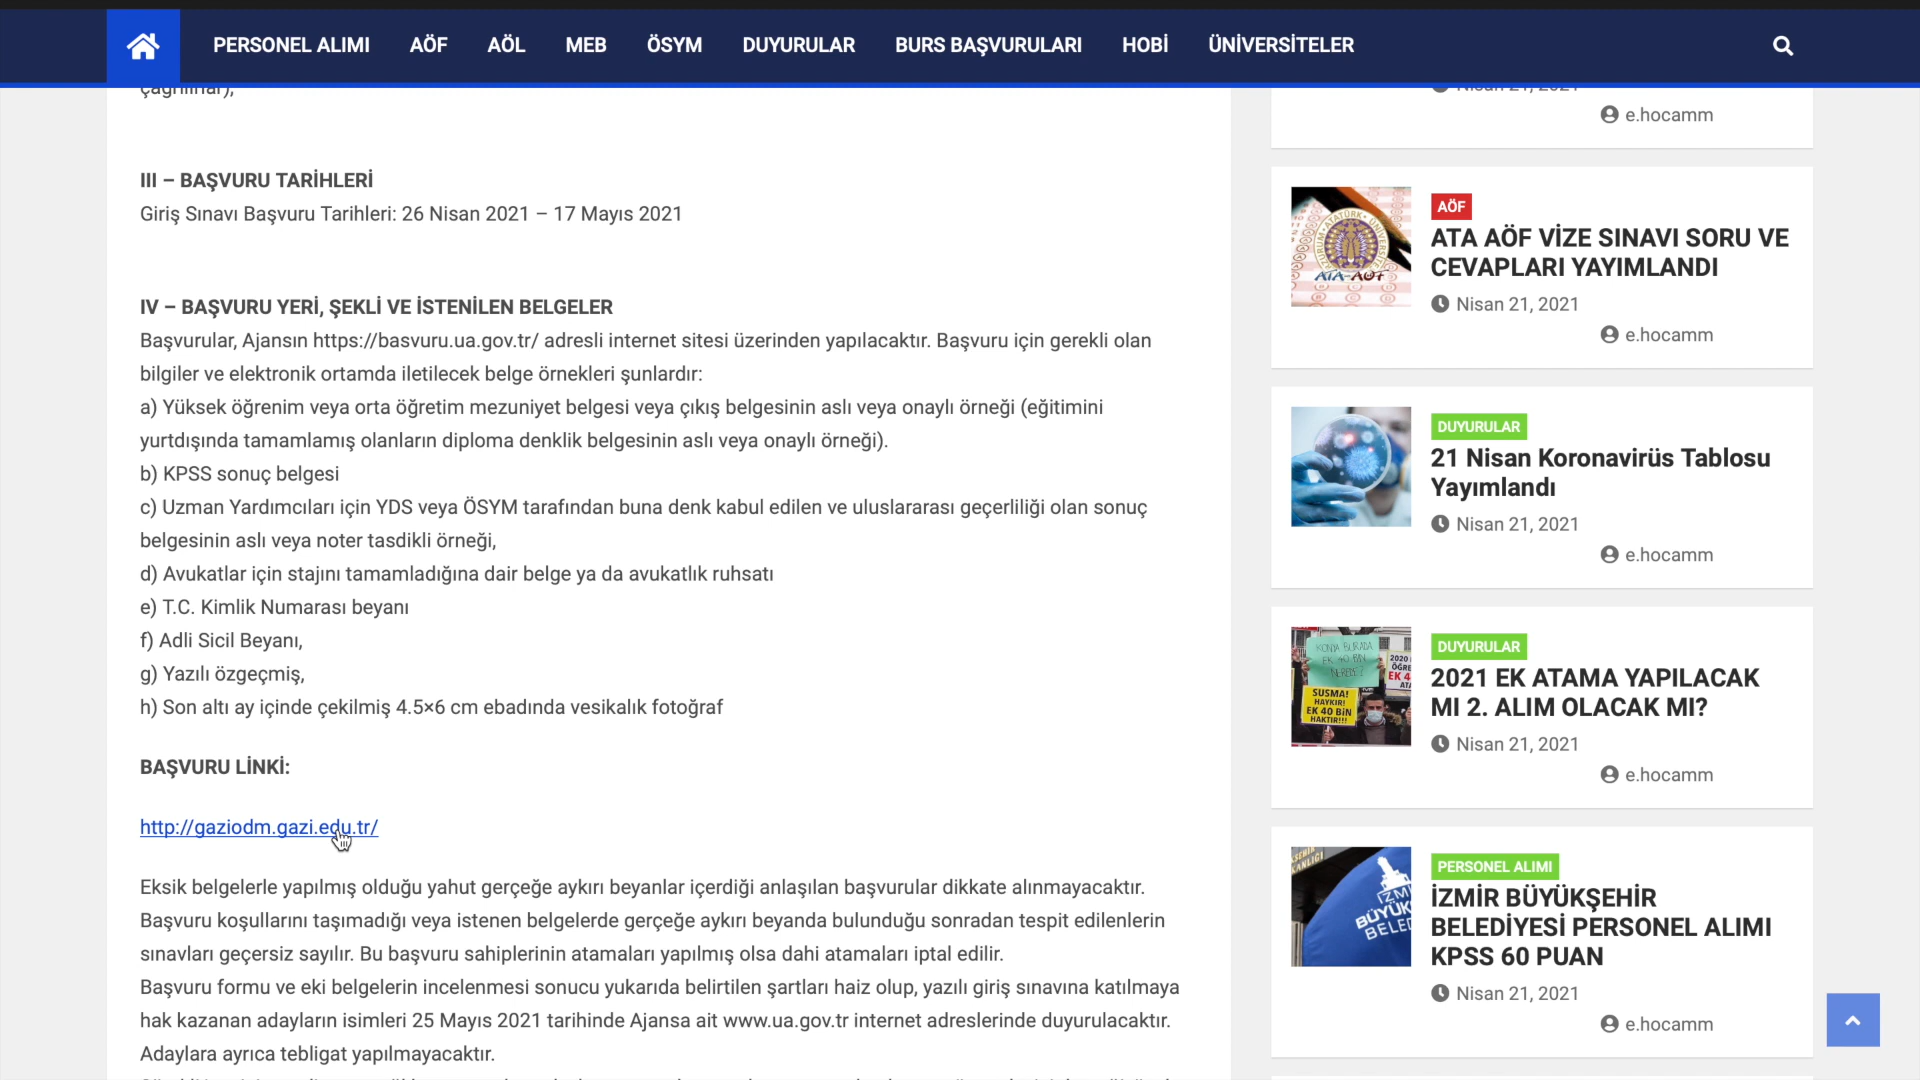 PERSONEL ALIMI AÖF AÖL MEB ÖSYM DUYURULAR BURS BAŞVURULARI HOBİ ÜNİVERSİTELER
III – BAŞVURU TARİHLERİ
Giriş Sınavı Başvuru Tarihleri: 26 Nisan 2021 – 17 Mayıs 2021
IV – BAŞVURU YERİ, ŞEKLİ VE İSTENİLEN BELGELER
Başvurular, Ajansın https://basvuru.ua.gov.tr/ adresli internet sitesi üzerinden yapılacaktır. Başvuru için gerekli olan
bilgiler ve elektronik ortamda iletilecek belge örnekleri şunlardır:
a) Yüksek öğrenim veya orta öğretim mezuniyet belgesi veya çıkış belgesinin aslı veya onaylı örneği (eğitimini
yurtdışında tamamlamış olanların diploma denklik belgesinin aslı veya onaylı örneği).
b) KPSS sonuç belgesi
c) Uzman Yardımcıları için YDS veya ÖSYM tarafından buna denk kabul edilen ve uluslararası geçerliliği olan sonuç
belgesinin aslı veya noter tasdikli örneği,
d) Avukatlar için stajını tamamladığına dair belge ya da avukatlık ruhsatı
e) T.C. Kimlik Numarası beyanı
f) Adli Sicil Beyanı,
g) Yazılı özgeçmiş,
h) Son altı ay içinde çekilmiş 4.5×6 cm ebadında vesikalık fotoğraf
BAŞVURU LİNKİ:
http://gaziodm.gazi.edu.tr/
Eksik belgelerle yapılmış olduğu yahut gerçeğe aykırı beyanlar içerdiği anlaşılan başvurular dikkate alınmayacaktır.
Başvuru koşullarını taşımadığı veya istenen belgelerde gerçeğe aykırı beyanda bulunduğu sonradan tespit edilenlerin
sınavları geçersiz sayılır. Bu başvuru sahiplerinin atamaları yapılmış olsa dahi atamaları iptal edilir.
Başvuru formu ve eki belgelerin incelenmesi sonucu yukarıda belirtilen şartları haiz olup, yazılı giriş sınavına katılmaya
hak kazanan adayların isimleri 25 Mayıs 2021 tarihinde Ajansa ait www.ua.gov.tr internet adreslerinde duyurulacaktır.
Adaylara ayrıca tebligat yapılmayacaktır.
Nisan 21, 2021
e.hocamm
ATA-AÖF
AÖF
ATA AÖF VİZE SINAVI SORU VE
CEVAPLARI YAYIMLANDI
Nisan 21, 2021
e.hocamm
DUYURULAR
21 Nisan Koronavirüs Tablosu
Yayımlandı
Nisan 21, 2021
e.hocamm
SUSMA!
HAYKIR!
EK 40 BİN
HAKTIR!!!
DUYURULAR
2021 EK ATAMA YAPILACAK
MI 2. ALIM OLACAK MI?
Nisan 21, 2021
e.hocamm
PERSONEL ALIMI
İZMİR BÜYÜKŞEHİR
BELEDİYESİ PERSONEL ALIMI
KPSS 60 PUAN
Nisan 21, 2021
e.hocamm